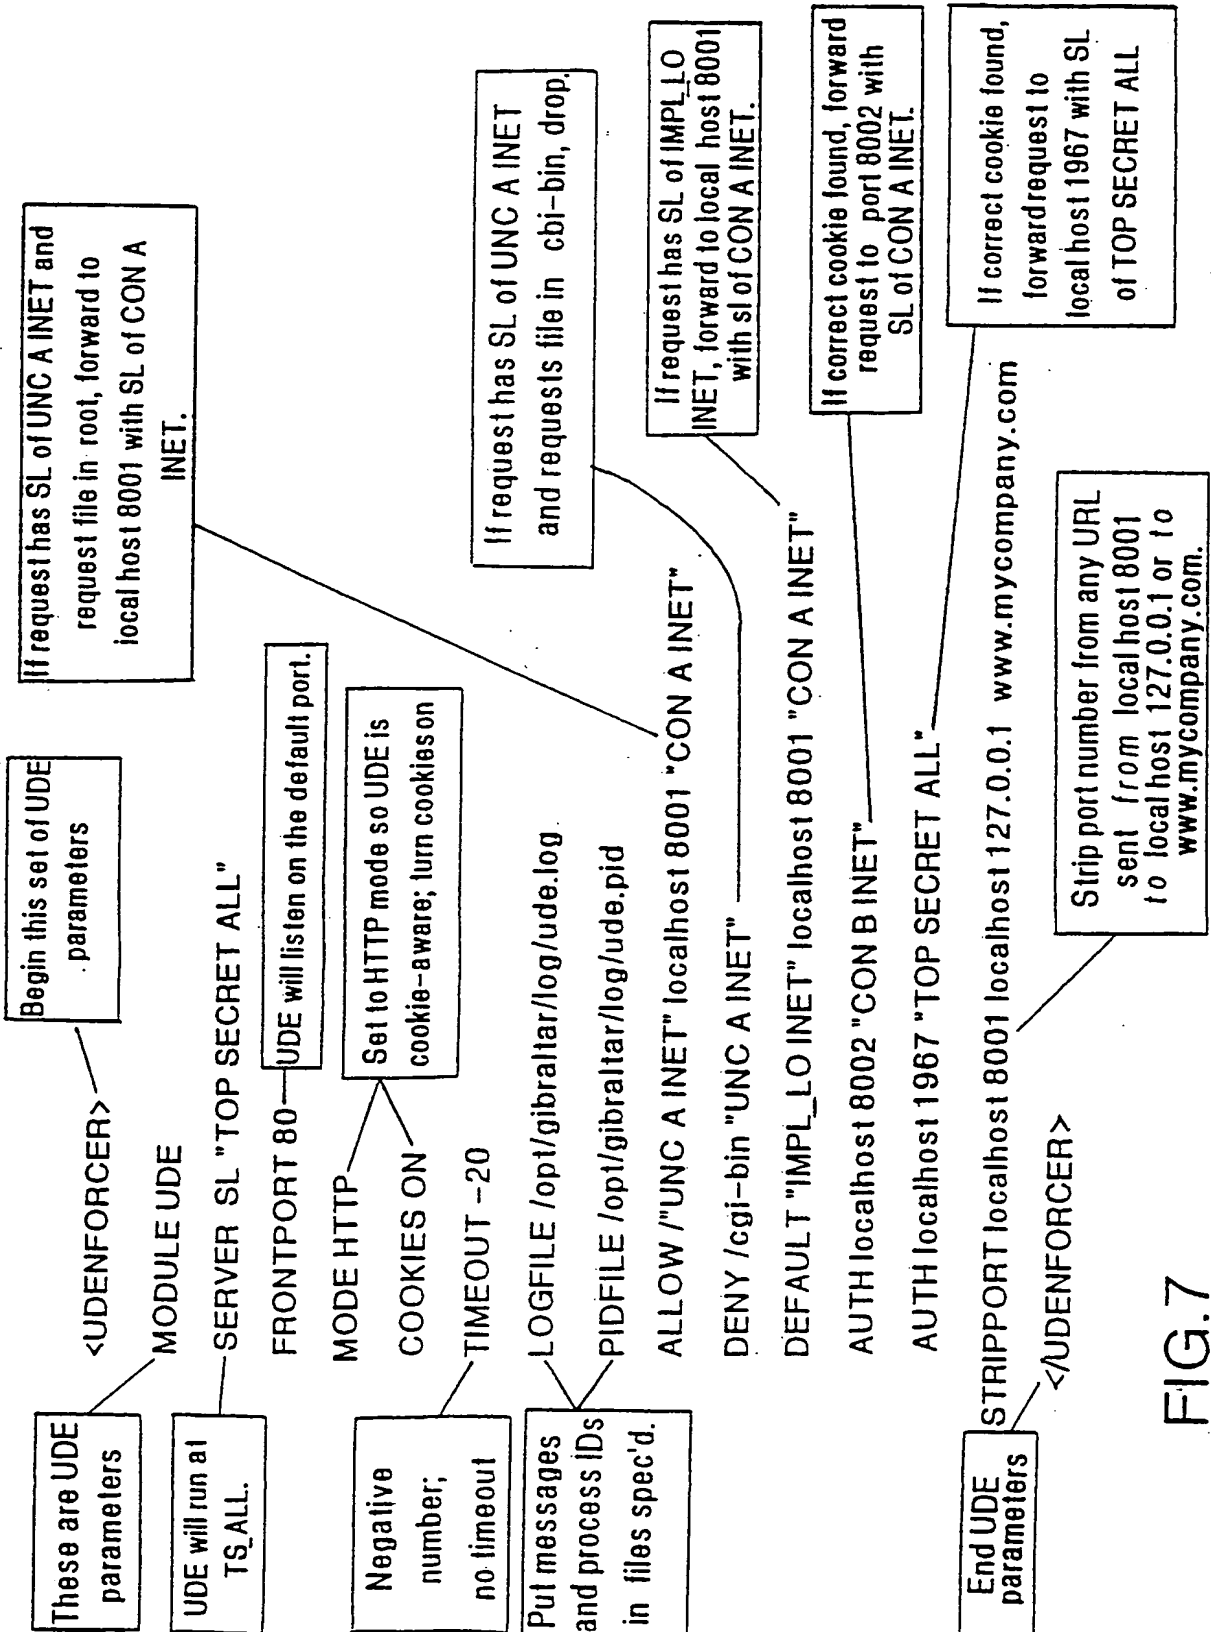 These are UDE
parameters
Begin this set of UDE
parameters
If request has SL of UNC A INET and
request file in root, forward to
local host 8001 with SL of CON A
INET.
<UDENFORCER>
MODULE UDE
UDE will run at
TS_ALL.
SERVER SL "TOP SECRET ALL"
FRONTPORT 80
UDE will listen on the default port.
MODE HTTP
COOKIES ON
Set to HTTP mode so UDE is
cookie-aware; turn cookies on
Negative
number;
no timeout
TIMEOUT -20
If request has SL of UNC A INET
and requests file in cbi-bin, drop.
Put messages
and process IDs
in files spec'd.
LOGFILE /opt/gibraltar/log/ude.log
PIDFILE /opt/gibraltar/log/ude.pid
ALLOW /"UNC A INET" localhost 8001 "CON A INET"
If request has SL of IMPL_LO
INET, forward to local host 8001
with sl of CON A INET.
DENY /cgi-bin "UNC A INET"
DEFAULT "IMPL_LO INET" localhost 8001 "CON A INET"
If correct cookie found, forward
request to port 8002 with
SL of CON A INET.
AUTH localhost 8002 "CON B INET"
AUTH localhost 1967 "TOP SECRET ALL"
If correct cookie found,
forward request to
local host 1967 with SL
of TOP SECRET ALL
STRIPPORT localhost 8001 localhost 127.0.0.1 www.mycompany.com
End UDE
parameters
</UDENFORCER>
Strip port number from any URL
sent from local host 8001
to local host 127.0.0.1 or to
www.mycompany.com.
FIG.7